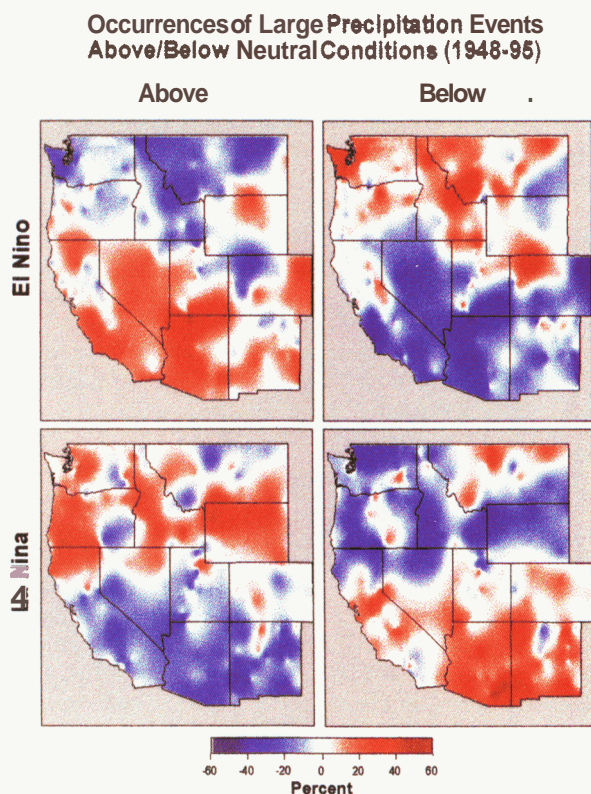 Occurrences of Large Precipitation Events
Above/Below Neutral Conditions (1948-95)
Above
Below .
El Nino
La Nina
-60 -40 -20 0 20 40 60
Percent